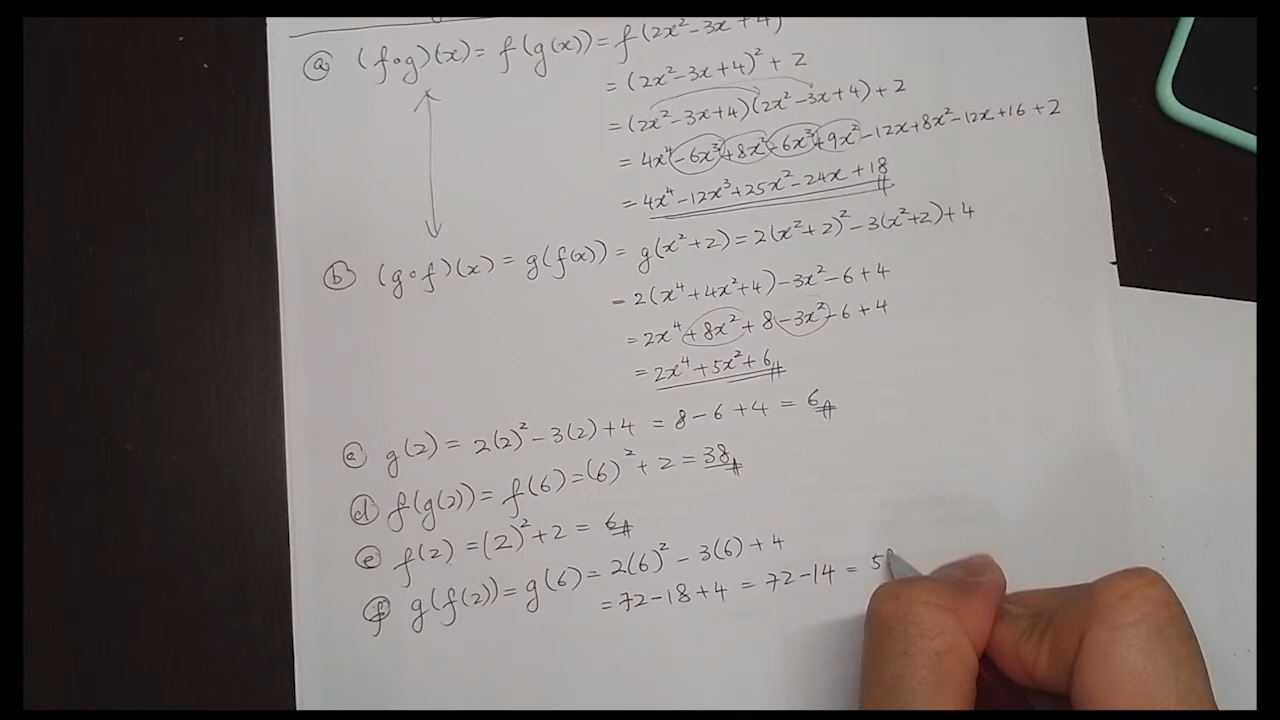 ⓐ (f∘g)(x) = f(g(x)) = f(2x² - 3x + 4)
= (2x² - 3x + 4)² + 2
= (2x² - 3x + 4)(2x² - 3x + 4) + 2
= 4x⁴ - 6x³ + 8x² - 6x³ + 9x² - 12x + 8x² - 12x + 16 + 2
= 4x⁴ - 12x³ + 25x² - 24x + 18
ⓑ (g∘f)(x) = g(f(x)) = g(x² + 2) = 2(x² + 2)² - 3(x² + 2) + 4
= 2(x⁴ + 4x² + 4) - 3x² - 6 + 4
= 2x⁴ + 8x² + 8 - 3x² - 6 + 4
= 2x⁴ + 5x² + 6
ⓒ g(2) = 2(2)² - 3(2) + 4 = 8 - 6 + 4 = 6
ⓓ f(g(2)) = f(6) = (6)² + 2 = 38
ⓔ f(2) = (2)² + 2 = 6
ⓕ g(f(2)) = g(6) = 2(6)² - 3(6) + 4
= 72 - 18 + 4 = 72 - 14 = 5